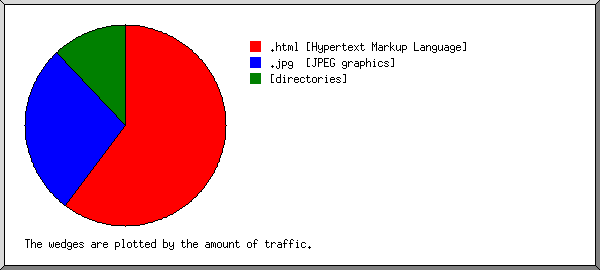 .html [Hypertext Markup Language]
.jpg  [JPEG graphics]
[directories]
The wedges are plotted by the amount of traffic.